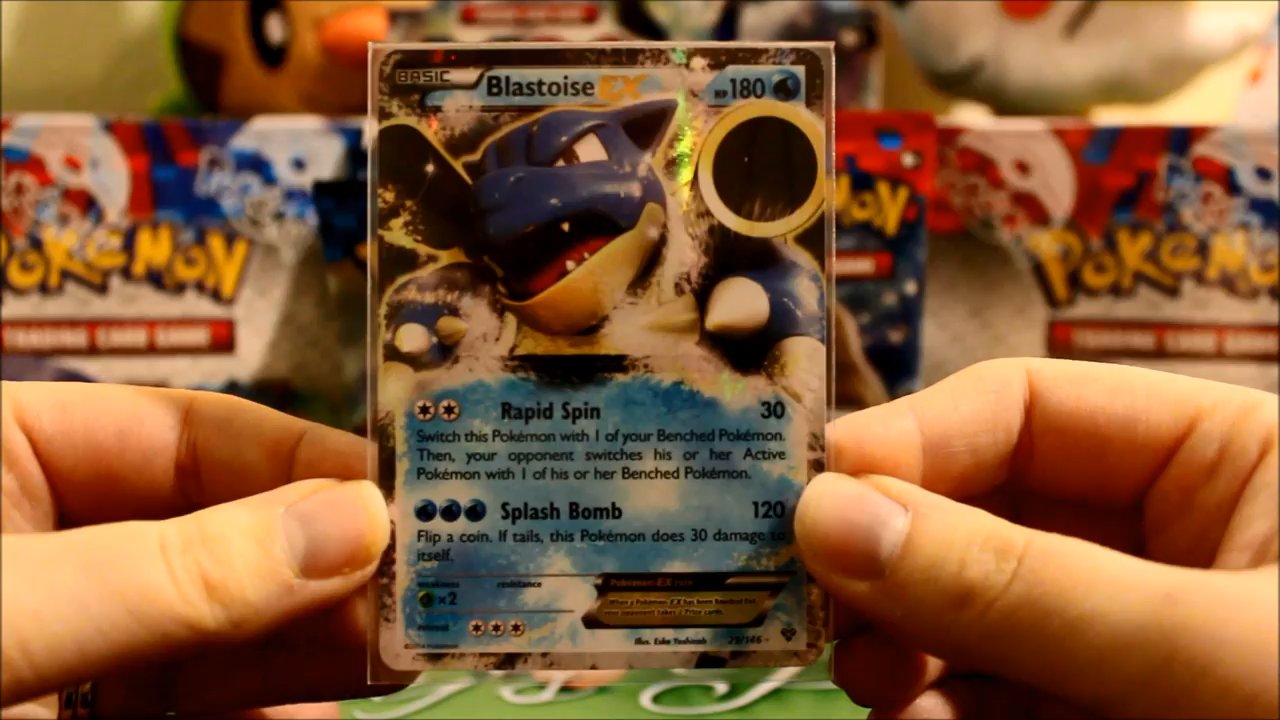 BASIC
Blastoise EX
HP 180
Rapid Spin 30
Switch this Pokémon with 1 of your Benched Pokémon.
Then, your opponent switches his or her Active
Pokémon with 1 of his or her Benched Pokémon.
Splash Bomb 120
Flip a coin. If tails, this Pokémon does 30 damage to
itself.
weakness resistance
×2
Pokémon-EX rule
When a Pokémon-EX has been Knocked Out,
your opponent takes 2 Prize cards.
retreat
Illus. Eske Yoshinob 29/146
POKEMON
TRADING CARD GAME